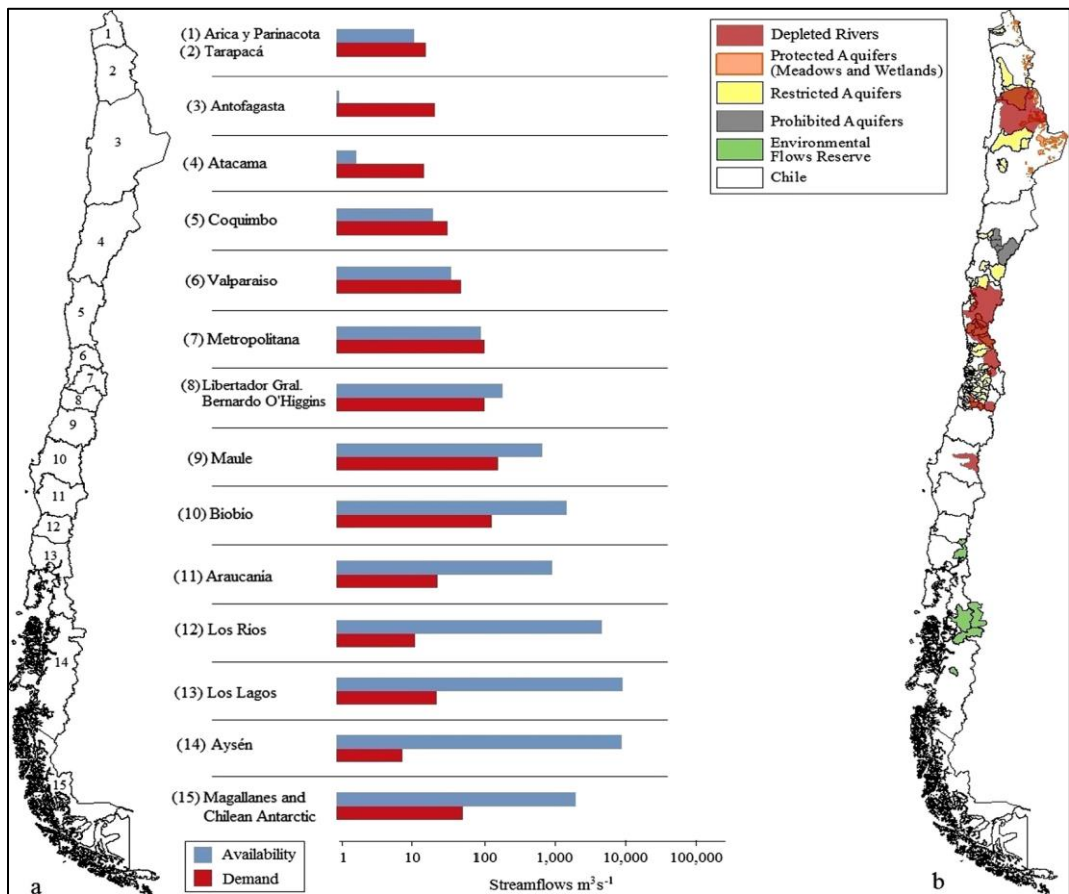 1
2
3
4
5
6
7
8
9
10
11
12
13
14
15
a
(1) Arica y Parinacota
(2) Tarapacá
(3) Antofagasta
(4) Atacama
(5) Coquimbo
(6) Valparaiso
(7) Metropolitana
(8) Libertador Gral.
Bernardo O'Higgins
(9) Maule
(10) Biobio
(11) Araucania
(12) Los Rios
(13) Los Lagos
(14) Aysén
(15) Magallanes and
Chilean Antarctic
Availability
Demand
1 10 100 1,000 10,000 100,000
Streamflows m³s⁻¹
Depleted Rivers
Protected Aquifers
(Meadows and Wetlands)
Restricted Aquifers
Prohibited Aquifers
Environmental
Flows Reserve
Chile
b